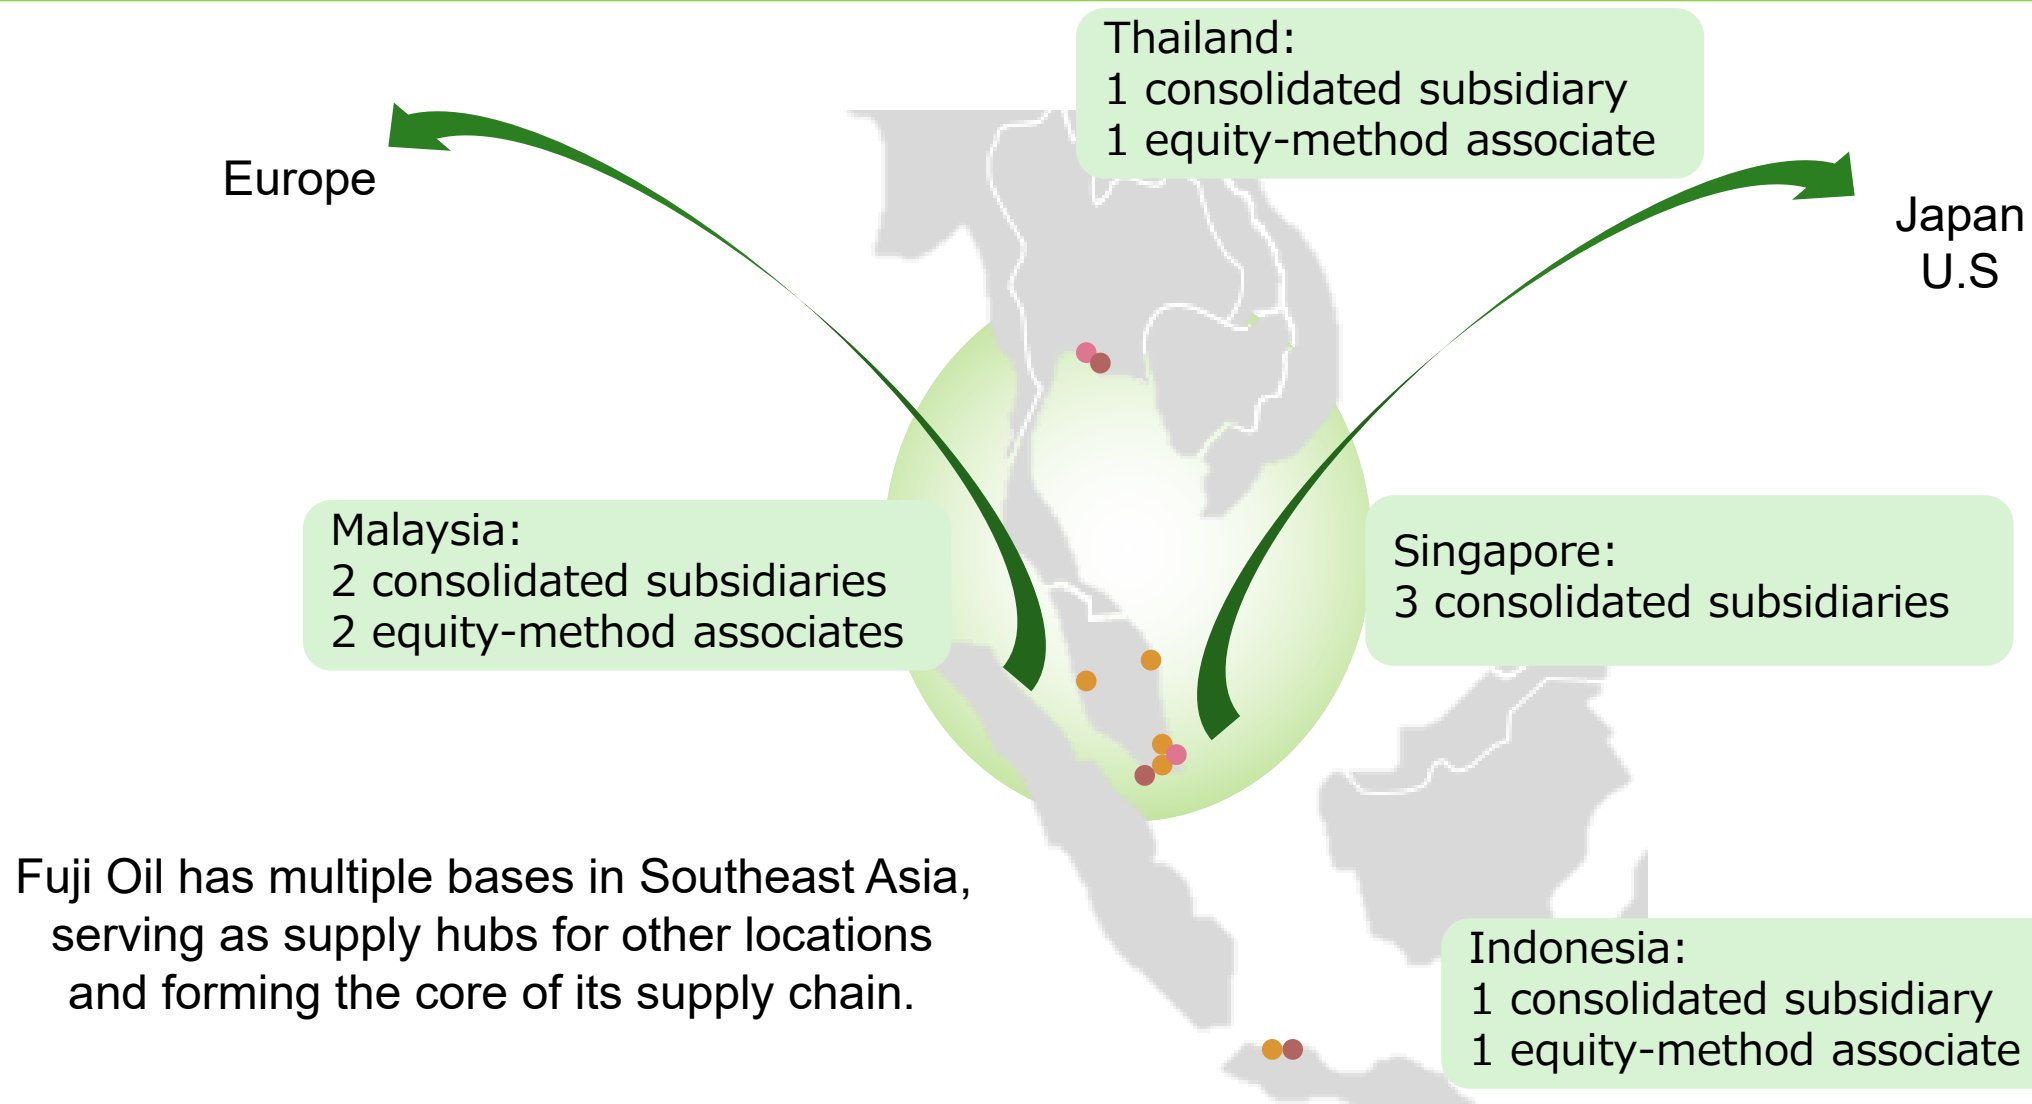 Thailand:
1 consolidated subsidiary
1 equity-method associate
Europe
Japan
U.S
Malaysia:
2 consolidated subsidiaries
2 equity-method associates
Singapore:
3 consolidated subsidiaries
Fuji Oil has multiple bases in Southeast Asia,
serving as supply hubs for other locations
and forming the core of its supply chain.
Indonesia:
1 consolidated subsidiary
1 equity-method associate